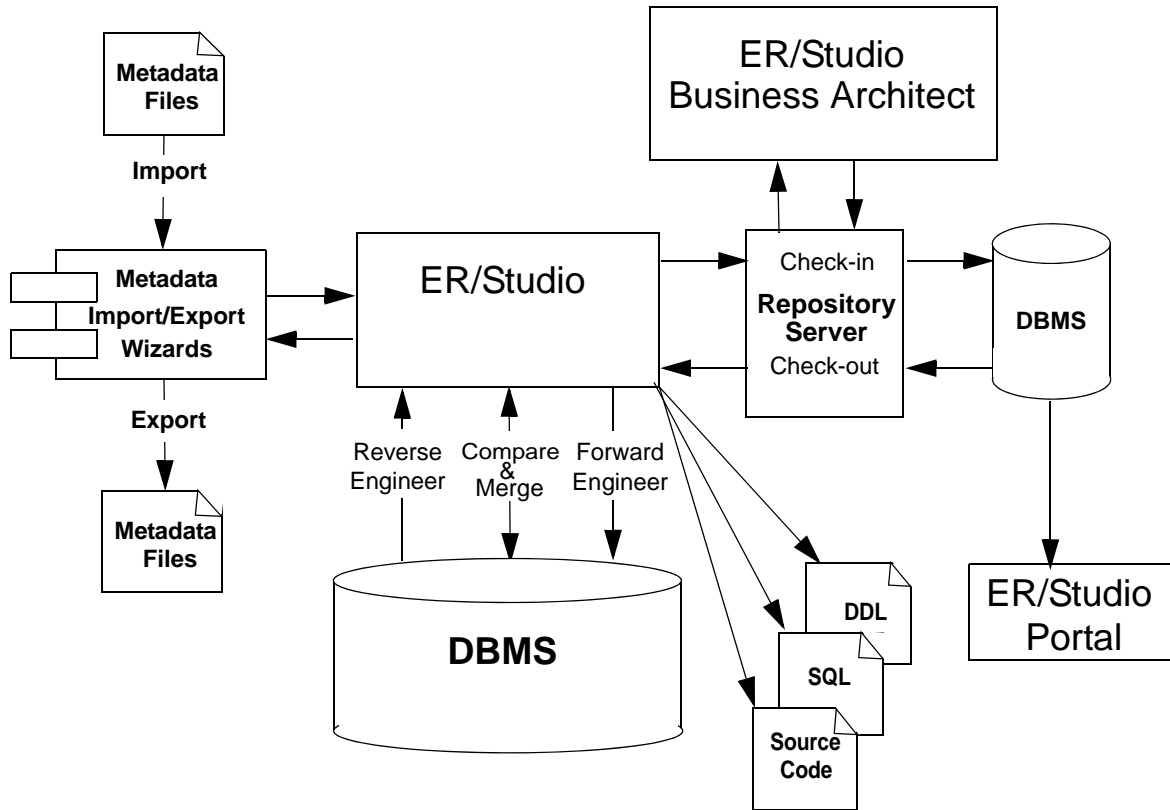 Metadata
Files
Import
Metadata
Import/Export
Wizards
Export
Metadata
Files
ER/Studio
Reverse
Engineer
Compare
&
Merge
Forward
Engineer
DBMS
ER/Studio
Business Architect
Check-in
Repository
Server
Check-out
DBMS
ER/Studio
Portal
DDL
SQL
Source
Code